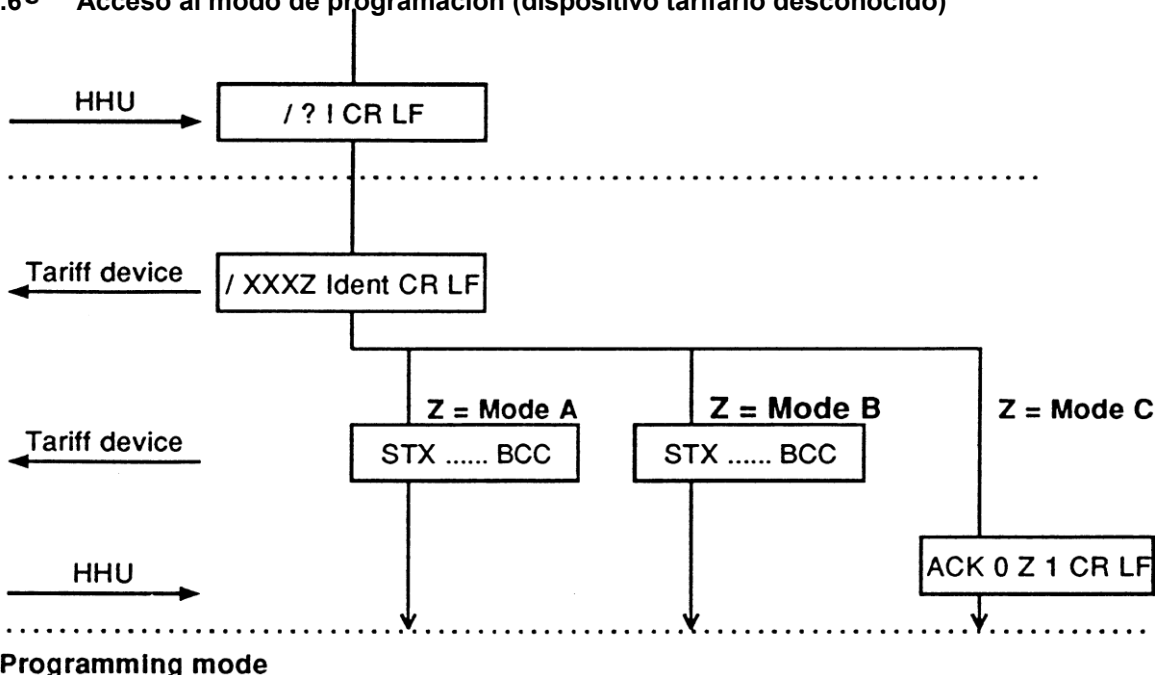 .6 Acceso al modo de programación (dispositivo tarifario desconocido)
HHU
/ ? ! CR LF
Tariff device
/ XXXZ Ident CR LF
Z = Mode A
Z = Mode B
Z = Mode C
Tariff device
STX ...... BCC
STX ...... BCC
HHU
ACK 0 Z 1 CR LF
Programming mode